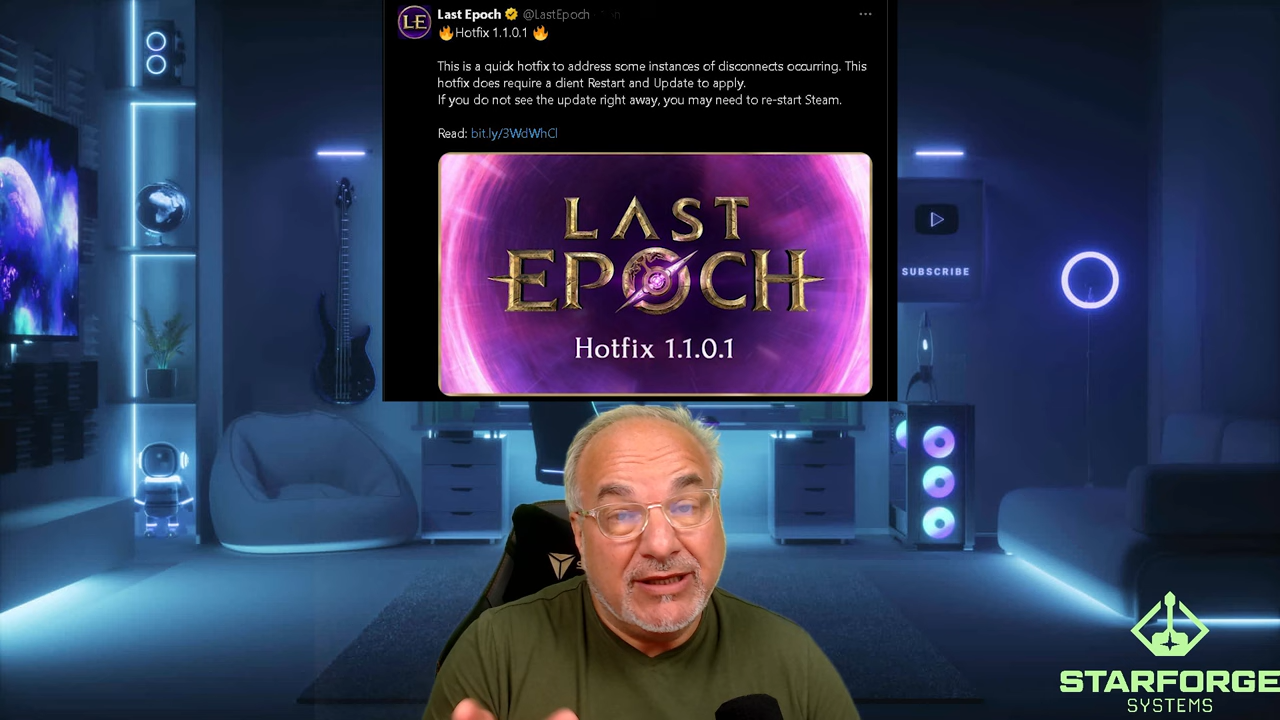 Last Epoch @LastEpoch
🔥Hotfix 1.1.0.1 🔥
This is a quick hotfix to address some instances of disconnects occurring. This
hotfix does require a client Restart and Update to apply.
If you do not see the update right away, you may need to re-start Steam.
Read: bit.ly/3WdWhCl
LE
LAST
EPOCH
Hotfix 1.1.0.1
SUBSCRIBE
STARFORGE
SYSTEMS